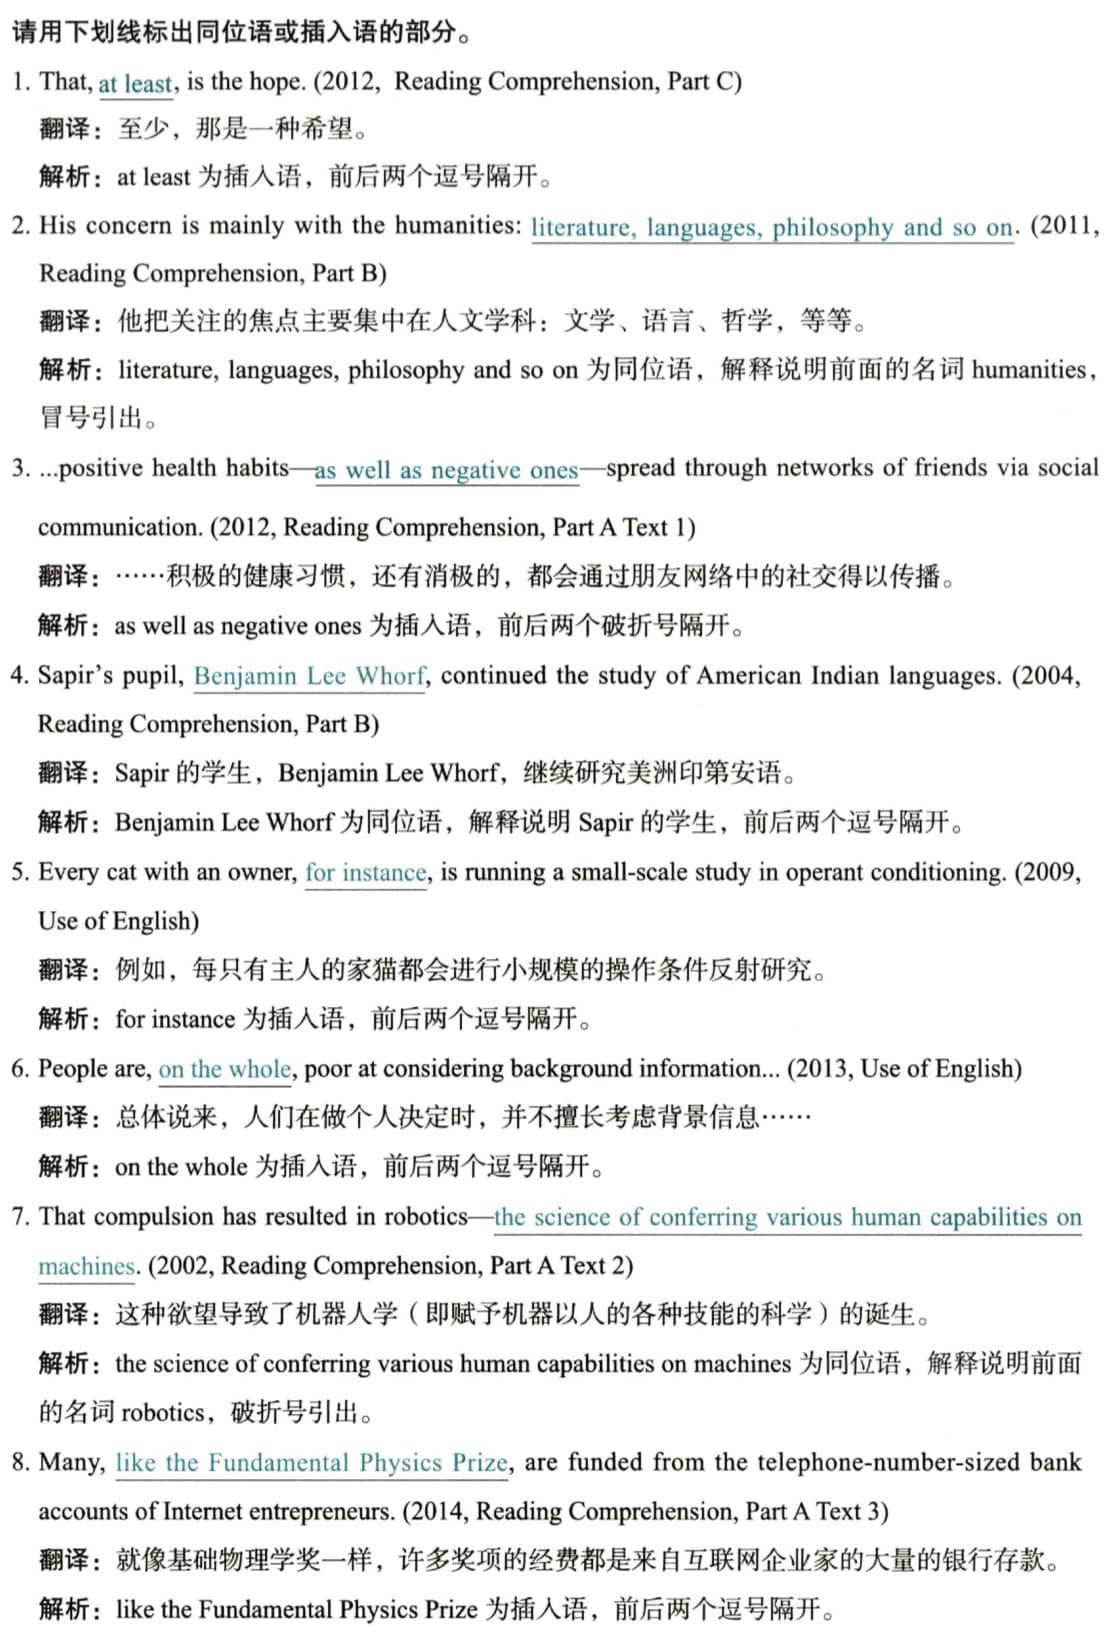 请用下划线标出同位语或插入语的部分。
1. That, at least, is the hope. (2012, Reading Comprehension, Part C)
翻译：至少，那是一种希望。
解析：at least 为插入语，前后两个逗号隔开。
2. His concern is mainly with the humanities: literature, languages, philosophy and so on. (2011,
Reading Comprehension, Part B)
翻译：他把关注的焦点主要集中在人文学科：文学、语言、哲学，等等。
解析：literature, languages, philosophy and so on 为同位语，解释说明前面的名词 humanities，
冒号引出。
3. ...positive health habits—as well as negative ones—spread through networks of friends via social
communication. (2012, Reading Comprehension, Part A Text 1)
翻译：……积极的健康习惯，还有消极的，都会通过朋友网络中的社交得以传播。
解析：as well as negative ones 为插入语，前后两个破折号隔开。
4. Sapir’s pupil, Benjamin Lee Whorf, continued the study of American Indian languages. (2004,
Reading Comprehension, Part B)
翻译：Sapir 的学生，Benjamin Lee Whorf，继续研究美洲印第安语。
解析：Benjamin Lee Whorf 为同位语，解释说明 Sapir 的学生，前后两个逗号隔开。
5. Every cat with an owner, for instance, is running a small-scale study in operant conditioning. (2009,
Use of English)
翻译：例如，每只有主人的家猫都会进行小规模的操作条件反射研究。
解析：for instance 为插入语，前后两个逗号隔开。
6. People are, on the whole, poor at considering background information... (2013, Use of English)
翻译：总体说来，人们在做个人决定时，并不擅长考虑背景信息……
解析：on the whole 为插入语，前后两个逗号隔开。
7. That compulsion has resulted in robotics—the science of conferring various human capabilities on
machines. (2002, Reading Comprehension, Part A Text 2)
翻译：这种欲望导致了机器人学（即赋予机器以人的各种技能的科学）的诞生。
解析：the science of conferring various human capabilities on machines 为同位语，解释说明前面
的名词 robotics，破折号引出。
8. Many, like the Fundamental Physics Prize, are funded from the telephone-number-sized bank
accounts of Internet entrepreneurs. (2014, Reading Comprehension, Part A Text 3)
翻译：就像基础物理学奖一样，许多奖项的经费都是来自互联网企业家的大量的银行存款。
解析：like the Fundamental Physics Prize 为插入语，前后两个逗号隔开。